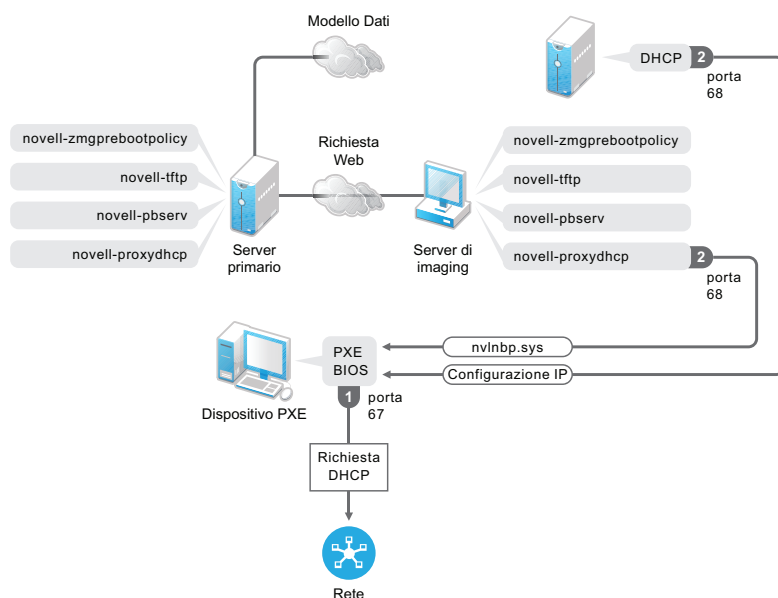 Modello Dati
DHCP
2
porta
68
novell-zmgprebootpolicy
novell-tftp
novell-pbserv
novell-proxydhcp
Server
primario
Richiesta
Web
Server di
imaging
novell-zmgprebootpolicy
novell-tftp
novell-pbserv
novell-proxydhcp
2
porta
68
nvlnbp.sys
Configurazione IP
PXE
BIOS
1
porta
67
Dispositivo PXE
Richiesta
DHCP
Rete